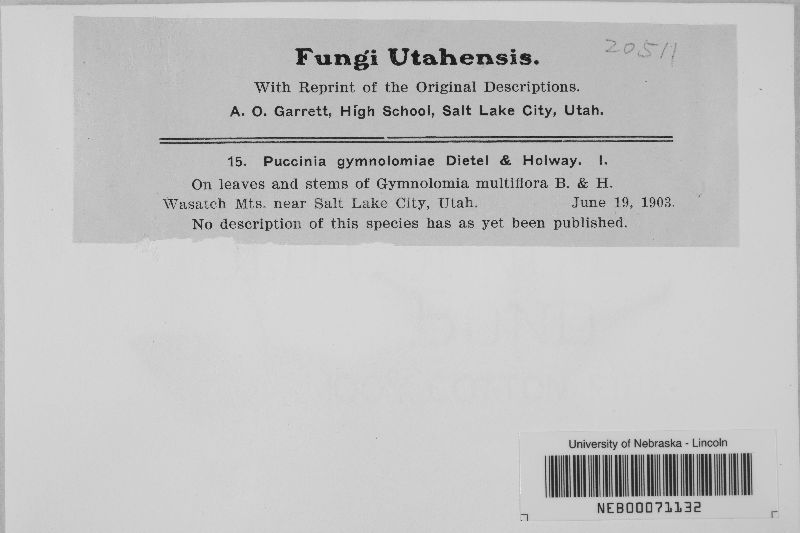 Fungi Utahensis.
20511
With Reprint of the Original Descriptions.
A. O. Garrett, High School, Salt Lake City, Utah.
15. Puccinia gymnolomiae Dietel & Holway. I.
On leaves and stems of Gymnolomia multiflora B. & H.
Wasatch Mts. near Salt Lake City, Utah. June 19, 1903.
No description of this species has as yet been published.
University of Nebraska - Lincoln
NEB00071132